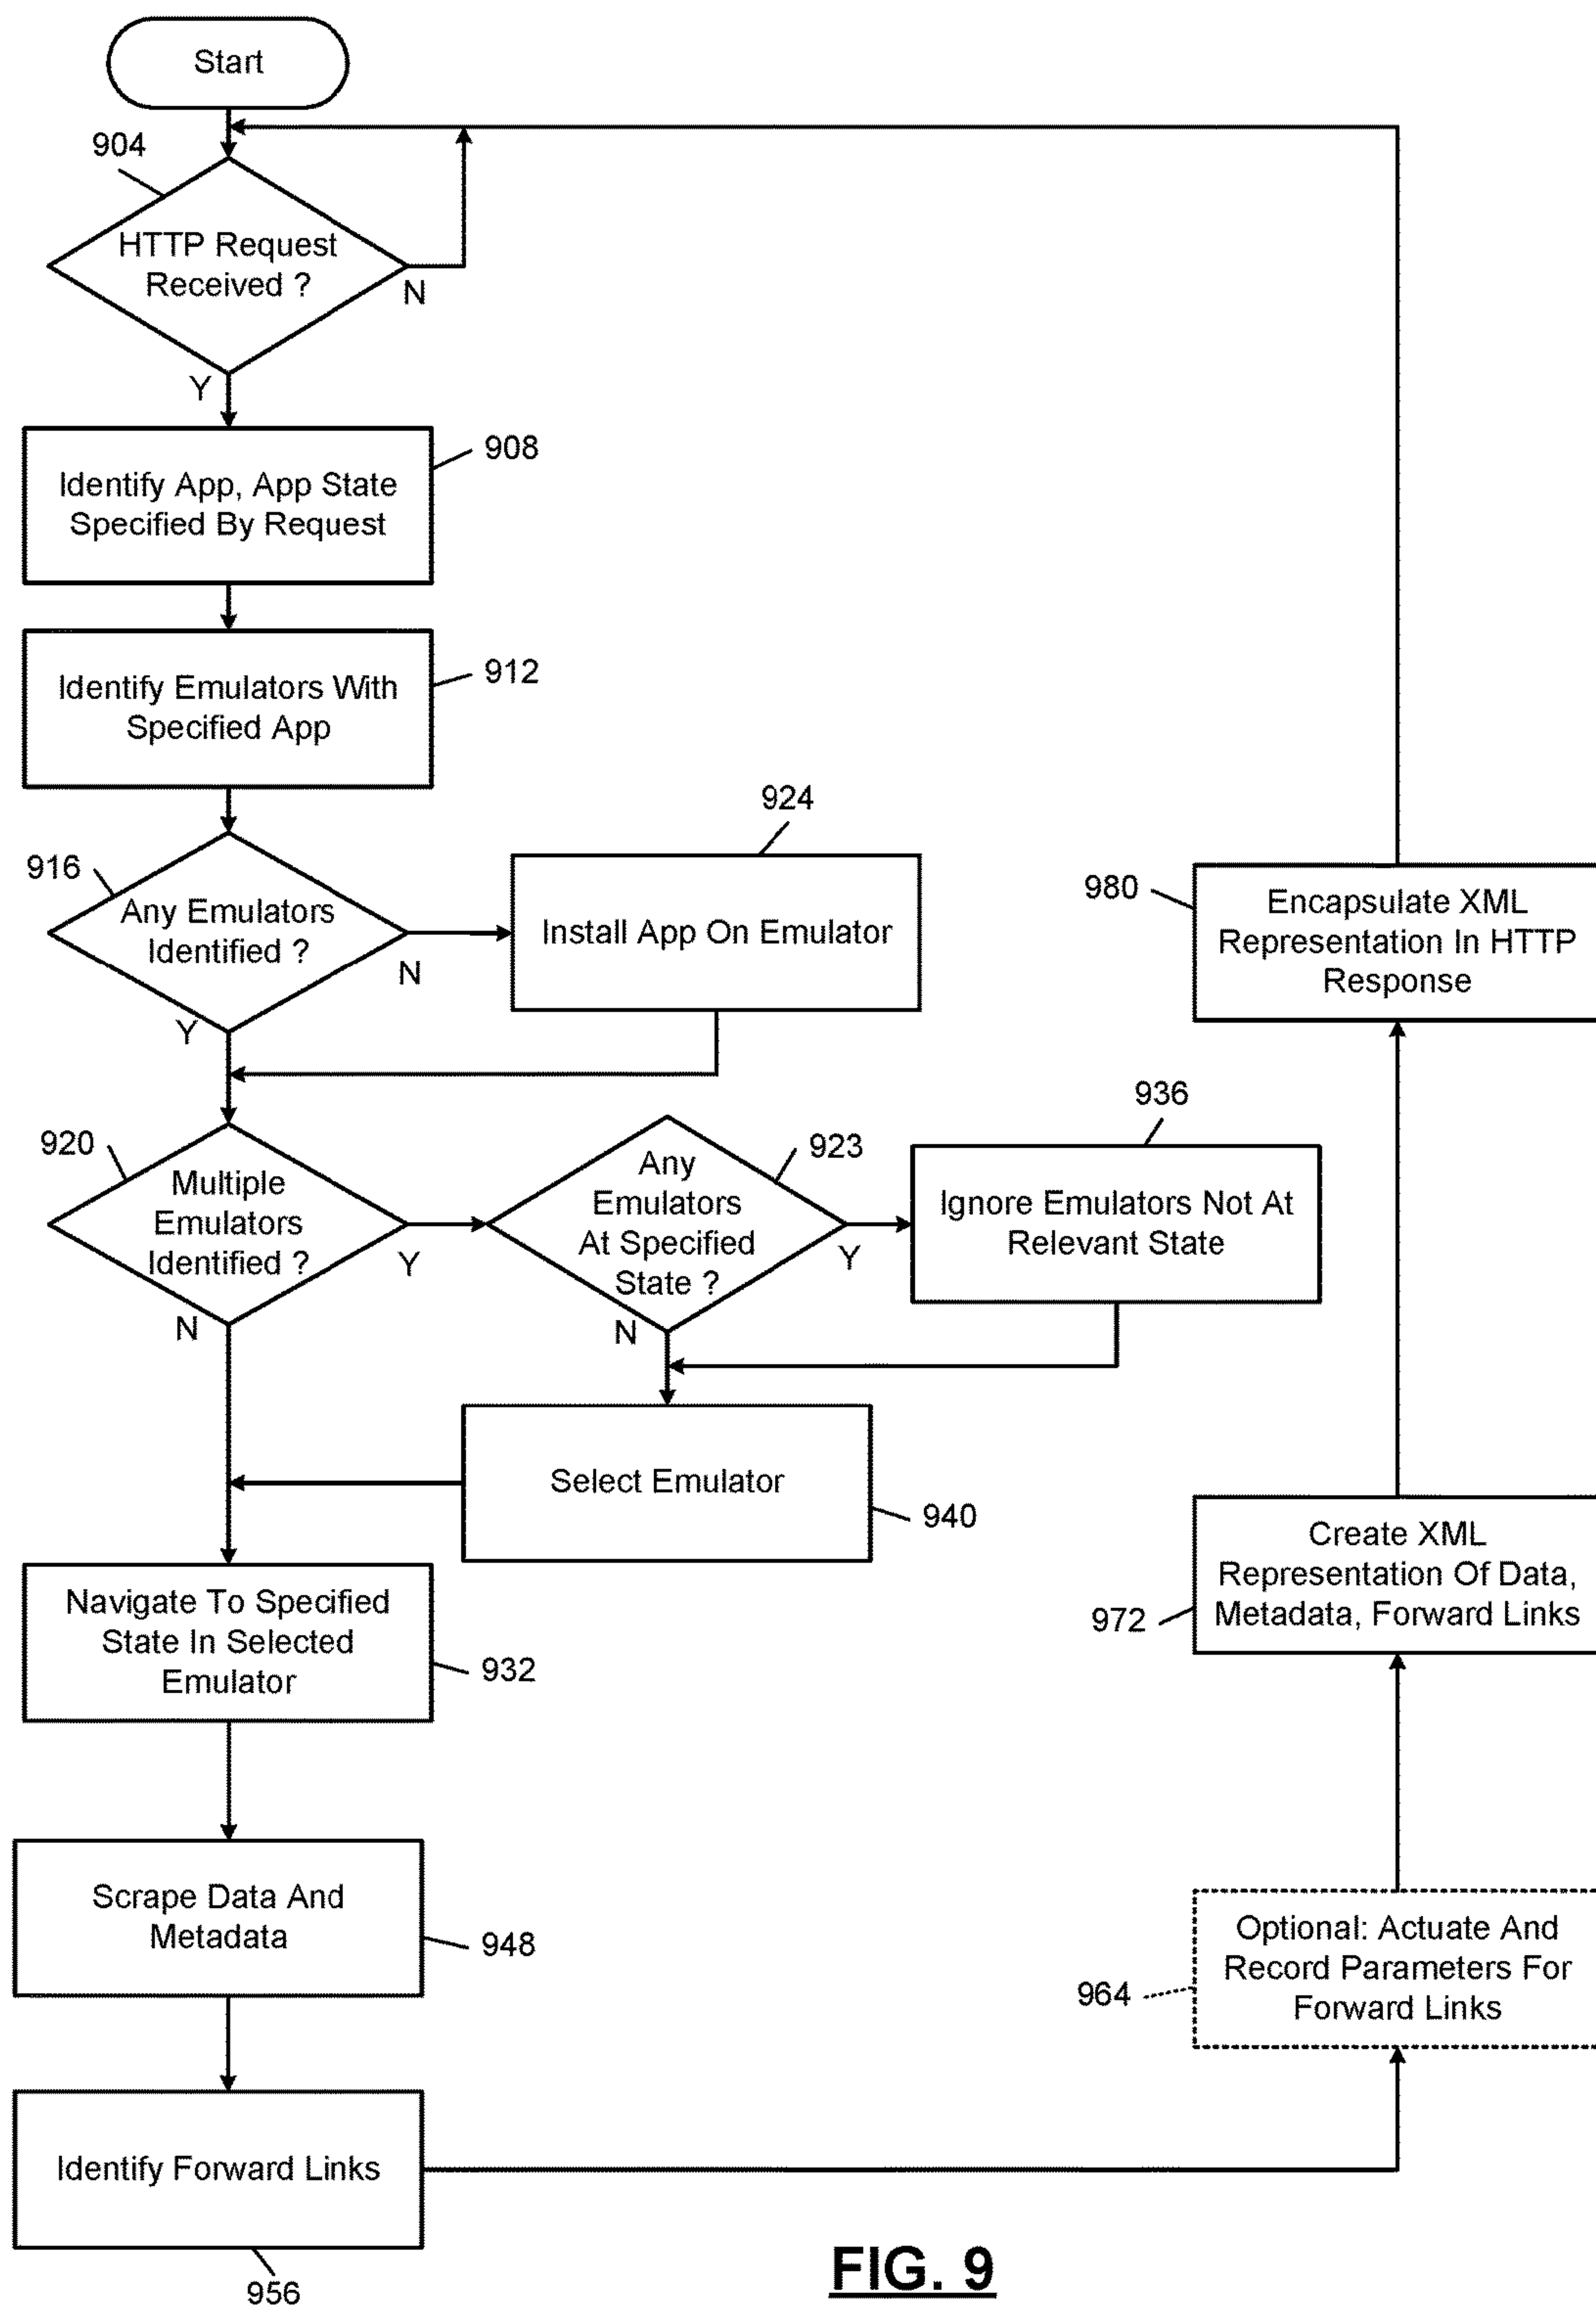 Start
904
HTTP Request
Received ?
N
Y
908
Identify App, App State
Specified By Request
912
Identify Emulators With
Specified App
924
916
Any Emulators
Identified ?
N
Y
Install App On Emulator
980
Encapsulate XML
Representation In HTTP
Response
936
920
Multiple
Emulators
Identified ?
Y
N
923
Any
Emulators
At Specified
State ?
Y
N
Ignore Emulators Not At
Relevant State
Select Emulator
940
Create XML
Representation Of Data,
Metadata, Forward Links
972
Navigate To Specified
State In Selected
Emulator
932
Scrape Data And
Metadata
948
Optional: Actuate And
Record Parameters For
Forward Links
964
Identify Forward Links
956
FIG. 9